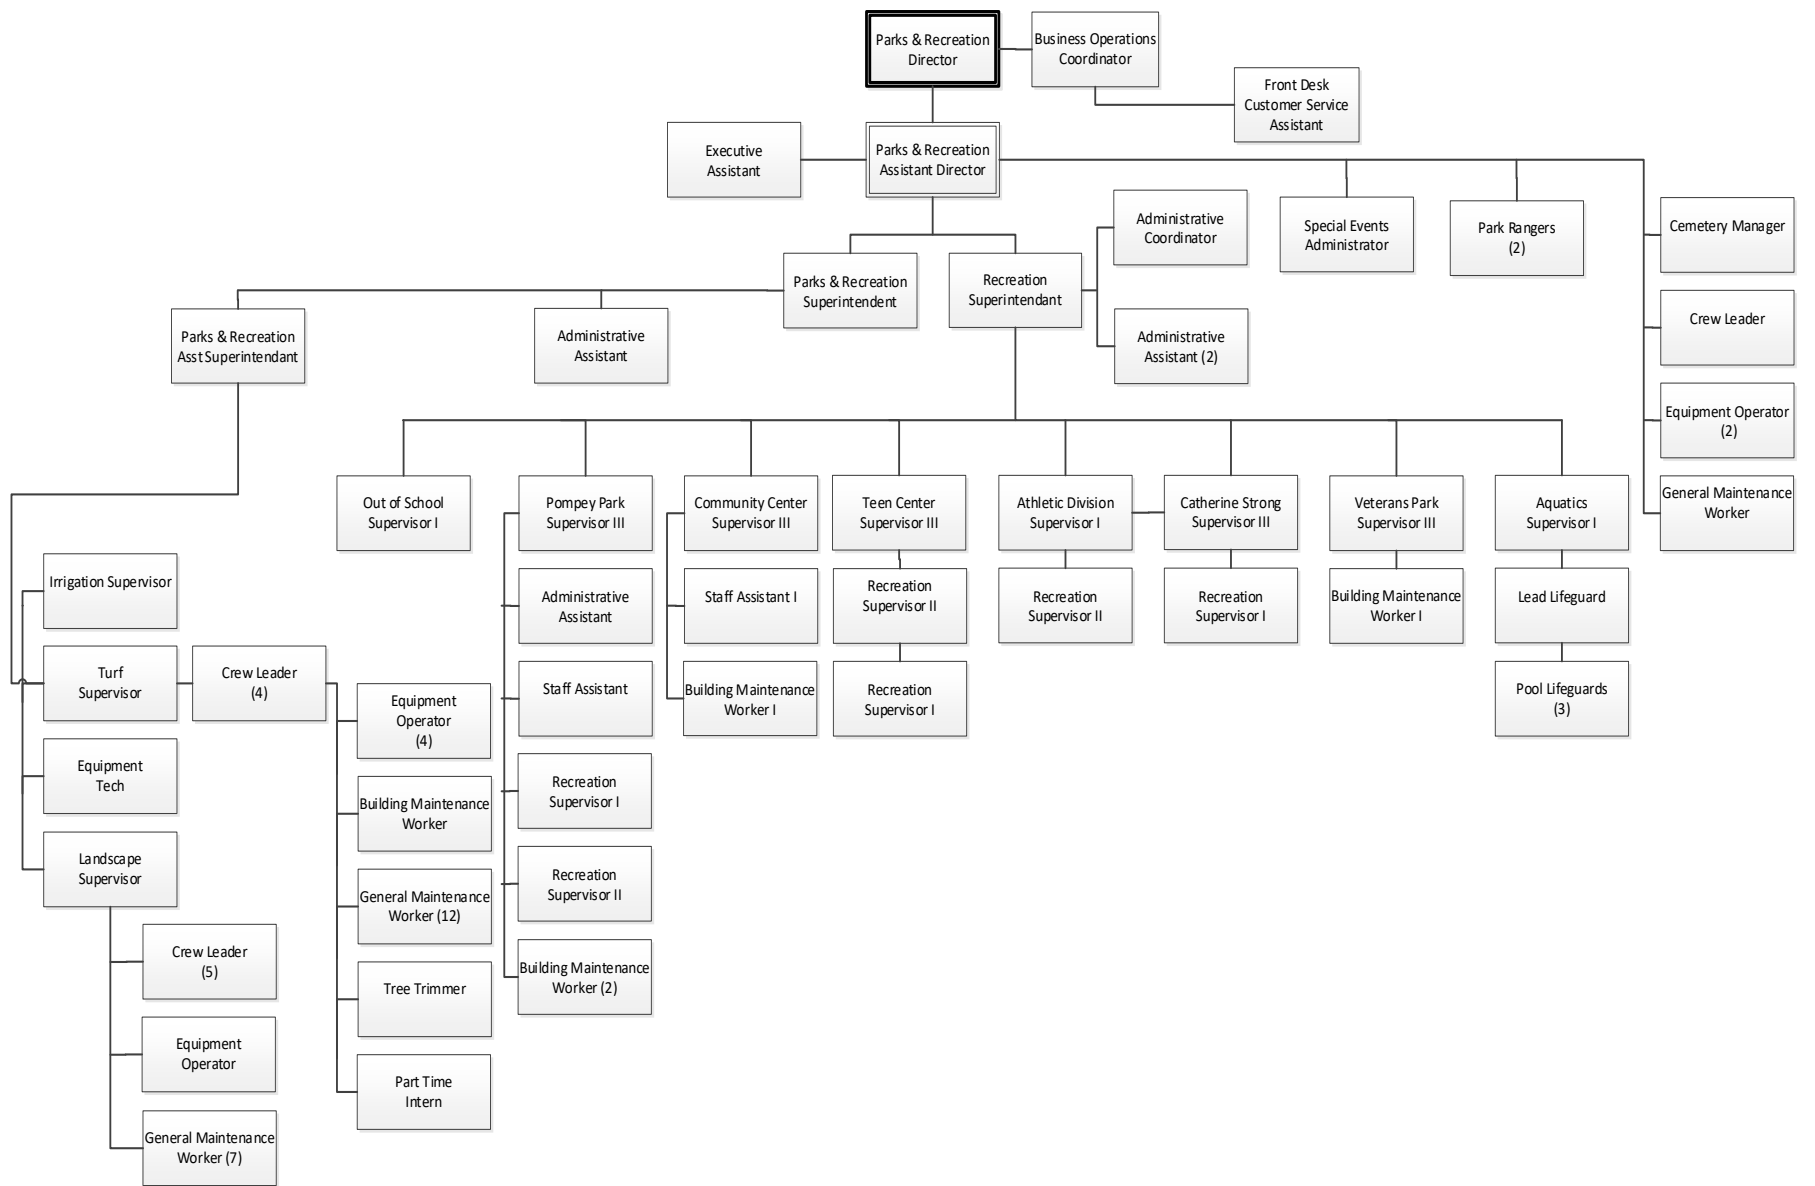 Parks & Recreation
Director
Business Operations
Coordinator
Front Desk
Customer Service
Assistant
Executive
Assistant
Parks & Recreation
Assistant Director
Administrative
Coordinator
Special Events
Administrator
Park Rangers
(2)
Cemetery Manager
Parks & Recreation
Superintendent
Recreation
Superintendant
Parks & Recreation
Asst Superintendant
Administrative
Assistant
Administrative
Assistant (2)
Crew Leader
Equipment Operator
(2)
General Maintenance
Worker
Out of School
Supervisor I
Pompey Park
Supervisor III
Community Center
Supervisor III
Teen Center
Supervisor III
Athletic Division
Supervisor I
Catherine Strong
Supervisor III
Veterans Park
Supervisor III
Aquatics
Supervisor I
Irrigation Supervisor
Administrative
Assistant
Staff Assistant I
Recreation
Supervisor II
Recreation
Supervisor II
Recreation
Supervisor I
Building Maintenance
Worker I
Lead Lifeguard
Turf
Supervisor
Crew Leader
(4)
Equipment
Operator
(4)
Staff Assistant
Building Maintenance
Worker I
Recreation
Supervisor I
Pool Lifeguards
(3)
Equipment
Tech
Building Maintenance
Worker
Recreation
Supervisor I
Landscape
Supervisor
General Maintenance
Worker (12)
Recreation
Supervisor II
Crew Leader
(5)
Tree Trimmer
Building Maintenance
Worker (2)
Equipment
Operator
Part Time
Intern
General Maintenance
Worker (7)